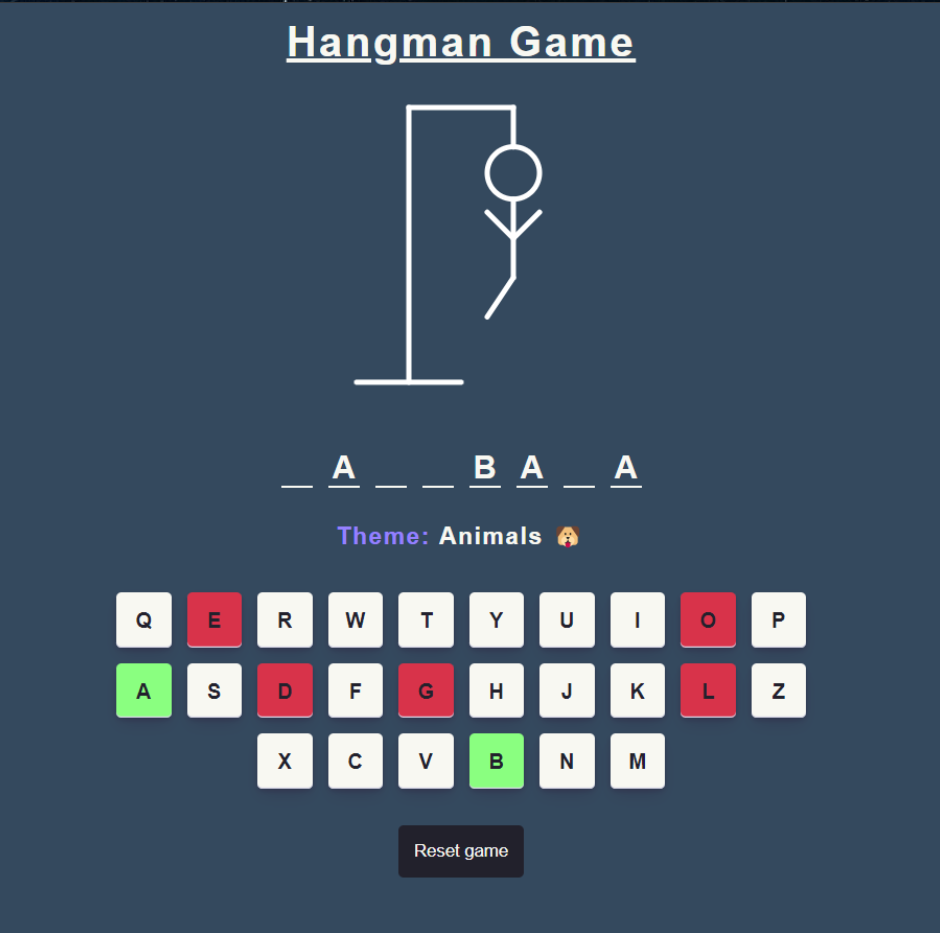 Hangman Game
_ A _ _ B A _ A
Theme: Animals
Q E R W T Y U I O P
A S D F G H J K L Z
X C V B N M
Reset game